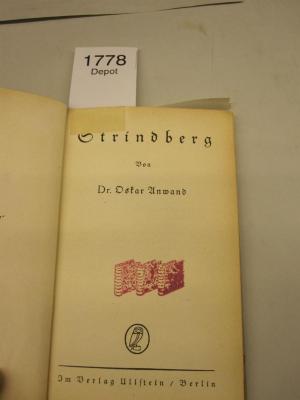 1778
Depot
Strindberg
Von
Dr. Oskar Anwand
Im Verlag Ullstein / Berlin